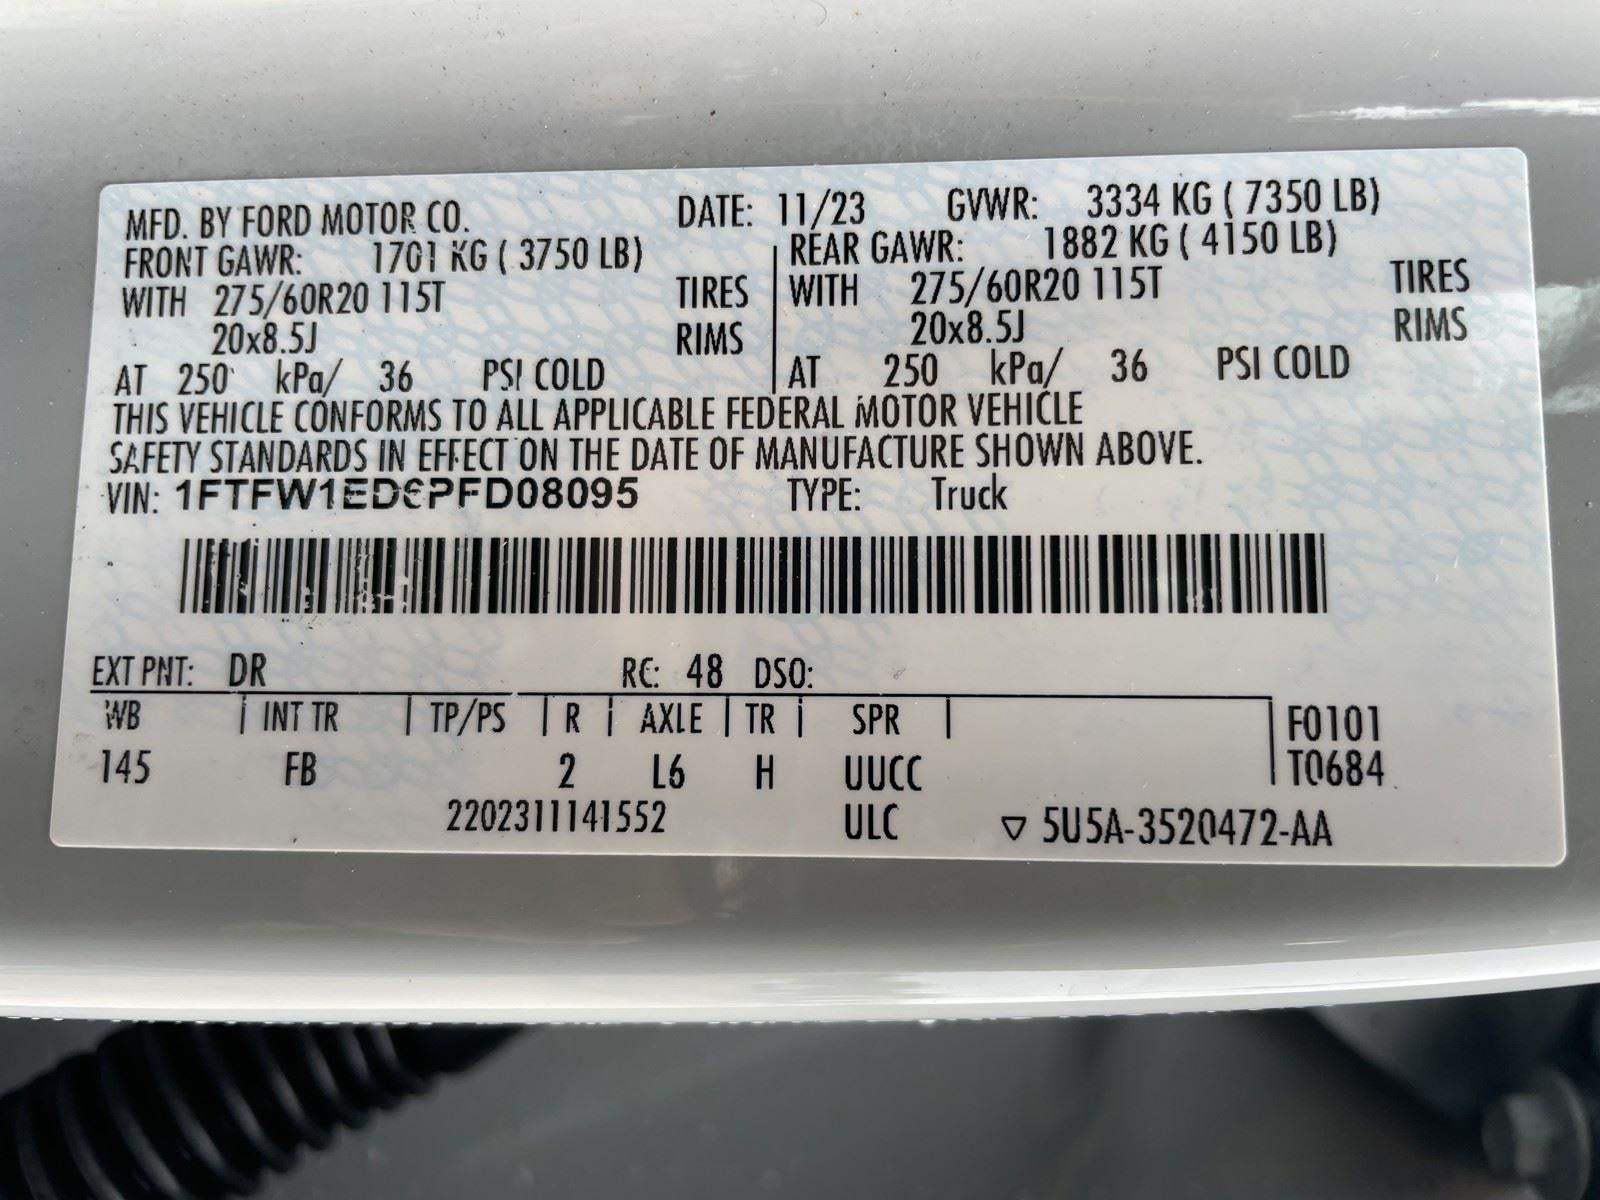 MFD. BY FORD MOTOR CO. DATE: 11/23 GVWR: 3334 KG ( 7350 LB)
FRONT GAWR: 1701 KG ( 3750 LB) REAR GAWR: 1882 KG ( 4150 LB)
WITH 275/60R20 115T TIRES WITH 275/60R20 115T TIRES
20x8.5J RIMS 20x8.5J RIMS
AT 250 kPa/ 36 PSI COLD AT 250 kPa/ 36 PSI COLD
THIS VEHICLE CONFORMS TO ALL APPLICABLE FEDERAL MOTOR VEHICLE
SAFETY STANDARDS IN EFFECT ON THE DATE OF MANUFACTURE SHOWN ABOVE.
VIN: 1FTFW1ED6PFD08095 TYPE: Truck
EXT PNT: DR RC: 48 DSO:
WB | INT TR | TP/PS | R | AXLE | TR | SPR | F0101
145 FB 2 L6 H UUCC T0684
2202311141552 ULC ▽ 5U5A-3520472-AA